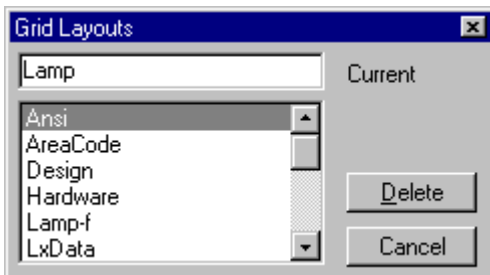 Grid Layouts
Lamp
Current
Ansi
AreaCode
Design
Hardware
Lamp-f
LxData
Delete
Cancel